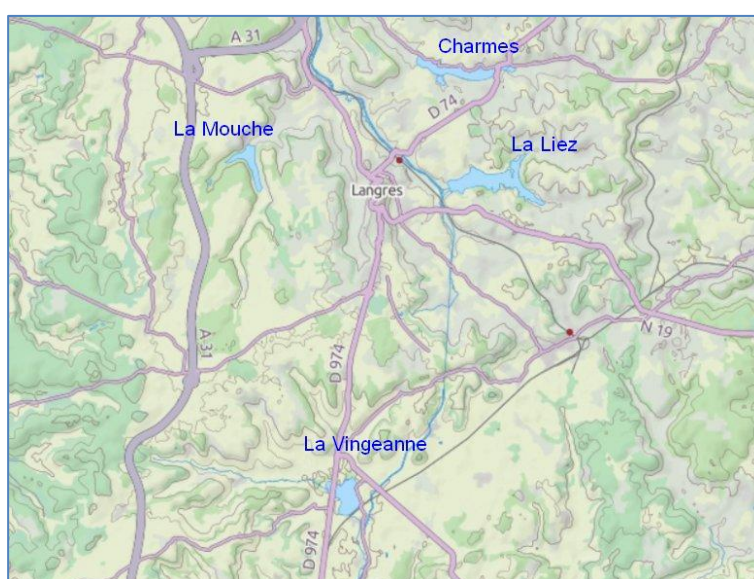 A 31
Charmes
D 74
La Mouche
La Liez
Langres
A 31
D 974
N 19
La Vingeanne
D 974